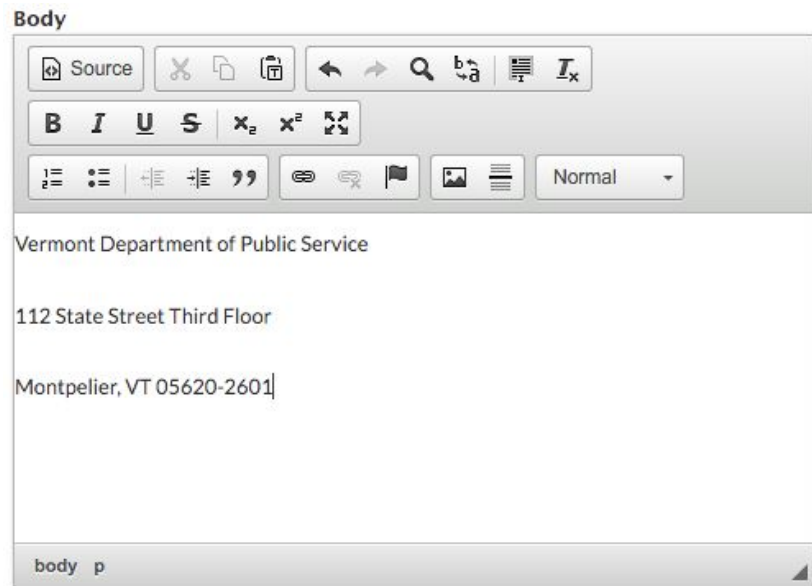 Body
Source
Normal
Vermont Department of Public Service
112 State Street Third Floor
Montpelier, VT 05620-2601
body p